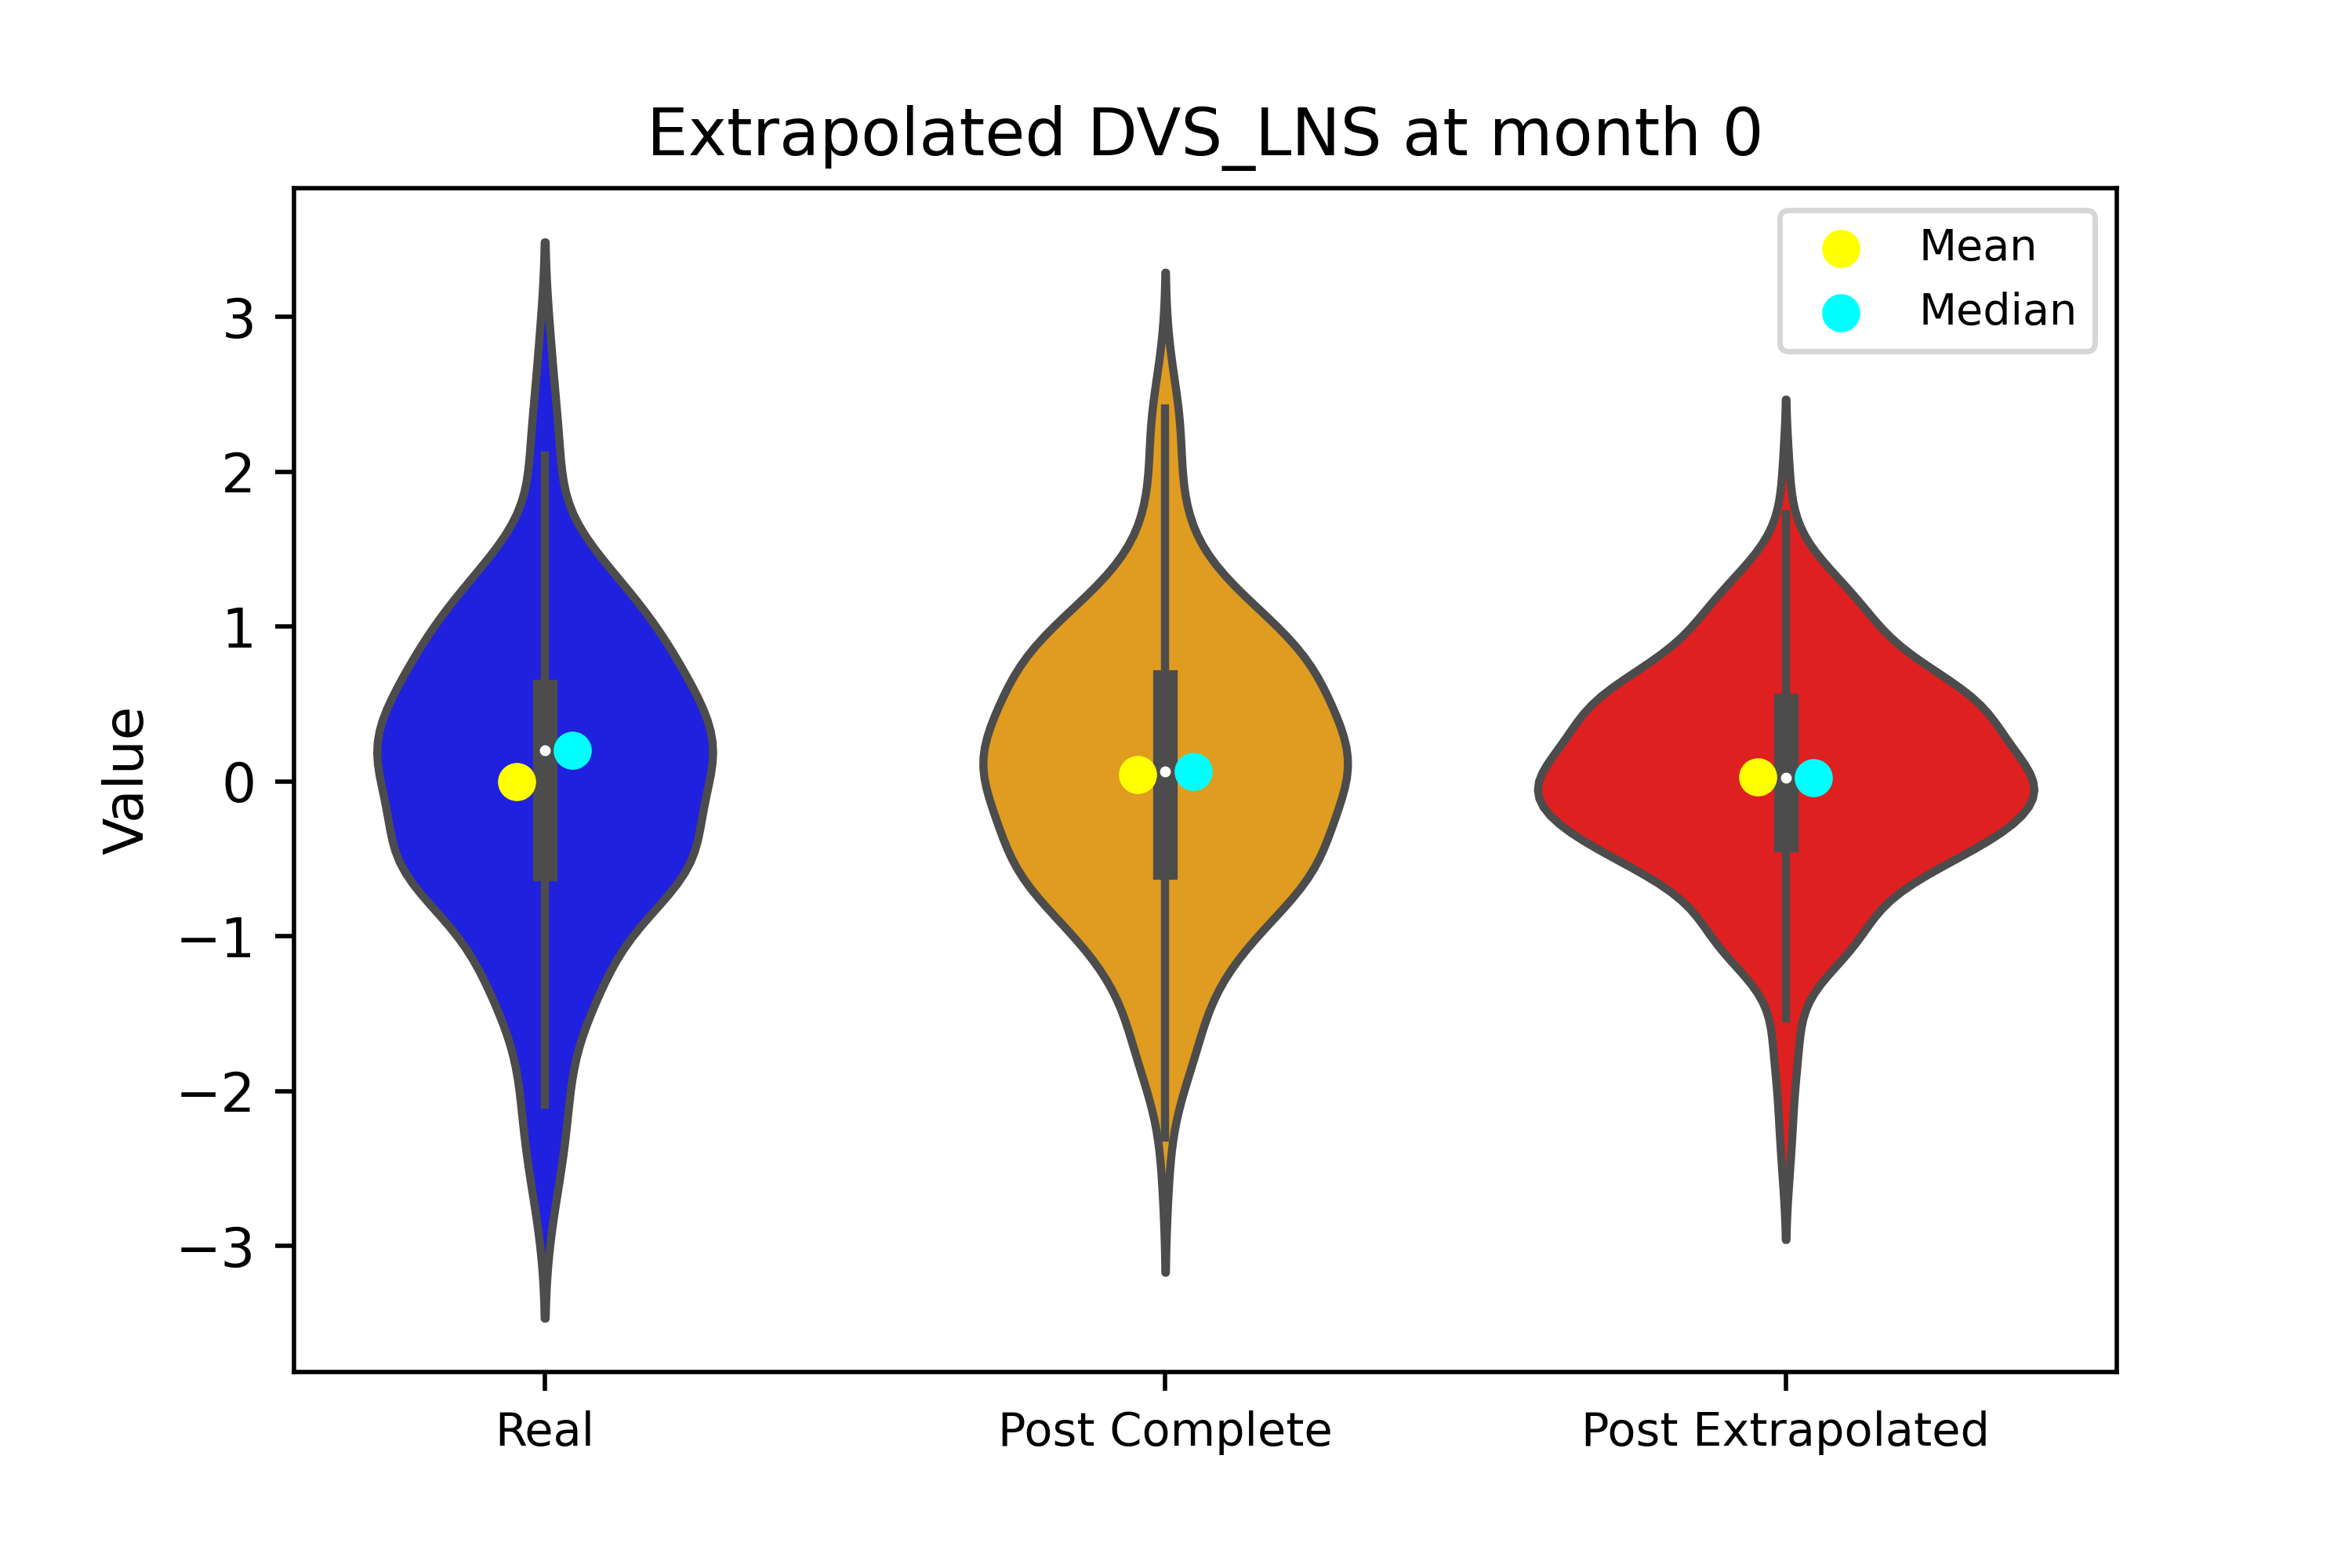 Extrapolated DVS_LNS at month 0
Mean
Median
Value
3
2
1
0
−1
−2
−3
Real
Post Complete
Post Extrapolated